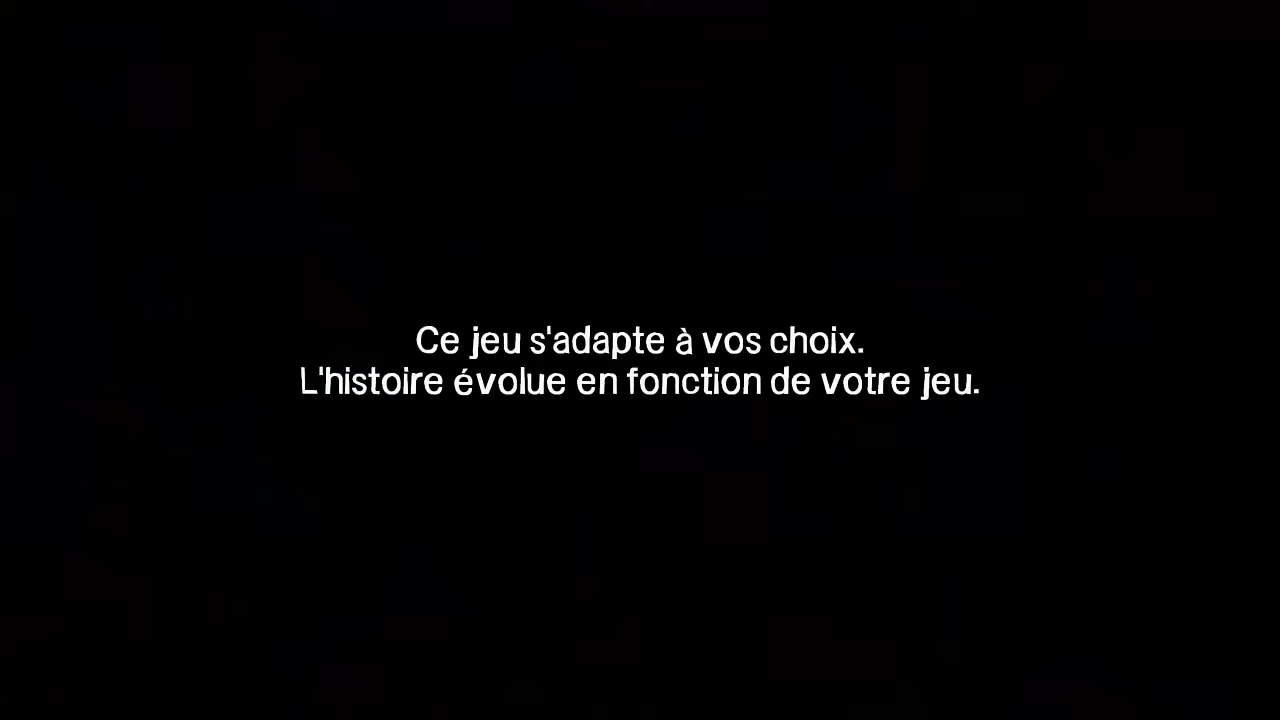 Ce jeu s'adapte à vos choix.
L'histoire évolue en fonction de votre jeu.